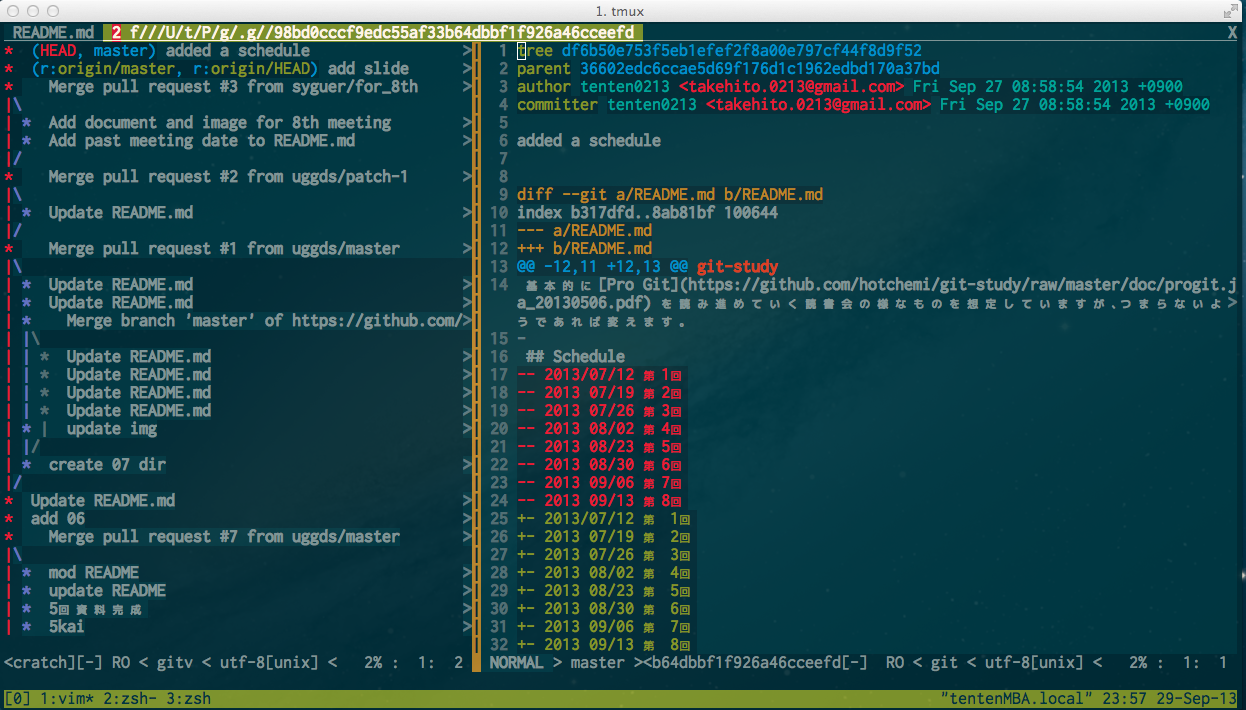 1. tmux
README.md  2 f///U/t/P/g/.g//98bd0cccf9edc55af33b64dbbf1f926a46cceefd X
* (HEAD, master) added a schedule >
* (r:origin/master, r:origin/HEAD) add slide >
* Merge pull request #3 from syguer/for_8th >
|\
| * Add document and image for 8th meeting >
| * Add past meeting date to README.md >
|/
* Merge pull request #2 from uggds/patch-1 >
|\
| * Update README.md >
|/
* Merge pull request #1 from uggds/master >
|\
| * Update README.md >
| * Update README.md >
| * Merge branch 'master' of https://github.com/>
| |\
| | * Update README.md >
| | * Update README.md >
| | * Update README.md >
| | * Update README.md >
| * | update img >
| |/
| * create 07 dir >
|/
* Update README.md >
* add 06 >
* Merge pull request #7 from uggds/master >
|\
| * mod README >
| * update README >
| * 5回資料完成 >
| * 5kai >
<cratch][-] RO < gitv < utf-8[unix] < 2% : 1: 2
1 tree df6b50e753f5eb1efef2f8a00e797cf44f8d9f52
2 parent 36602edc6ccae5d69f176d1c1962edbd170a37bd
3 author tenten0213 <takehito.0213@gmail.com> Fri Sep 27 08:58:54 2013 +0900
4 committer tenten0213 <takehito.0213@gmail.com> Fri Sep 27 08:58:54 2013 +0900
5
6 added a schedule
7
8
9 diff --git a/README.md b/README.md
10 index b317dfd..8ab81bf 100644
11 --- a/README.md
12 +++ b/README.md
13 @@ -12,11 +12,13 @@ git-study
14 基本的に[Pro Git](https://github.com/hotchemi/git-study/raw/master/doc/progit.j
a_20130506.pdf) を読み進めていく読書会の様なものを想定していますが、つまらないよ>
うであれば変えます。
15 -
16 ## Schedule
17 -- 2013/07/12 第 1回
18 -- 2013 07/19 第 2回
19 -- 2013 07/26 第 3回
20 -- 2013 08/02 第 4回
21 -- 2013 08/23 第 5回
22 -- 2013 08/30 第 6回
23 -- 2013 09/06 第 7回
24 -- 2013 09/13 第 8回
25 +- 2013/07/12 第  1回
26 +- 2013 07/19 第  2回
27 +- 2013 07/26 第  3回
28 +- 2013 08/02 第  4回
29 +- 2013 08/23 第  5回
30 +- 2013 08/30 第  6回
31 +- 2013 09/06 第  7回
32 +- 2013 09/13 第  8回
NORMAL > master ><b64dbbf1f926a46cceefd[-] RO < git < utf-8[unix] < 2% : 1: 1
[0] 1:vim* 2:zsh- 3:zsh "tentenMBA.local" 23:57 29-Sep-13